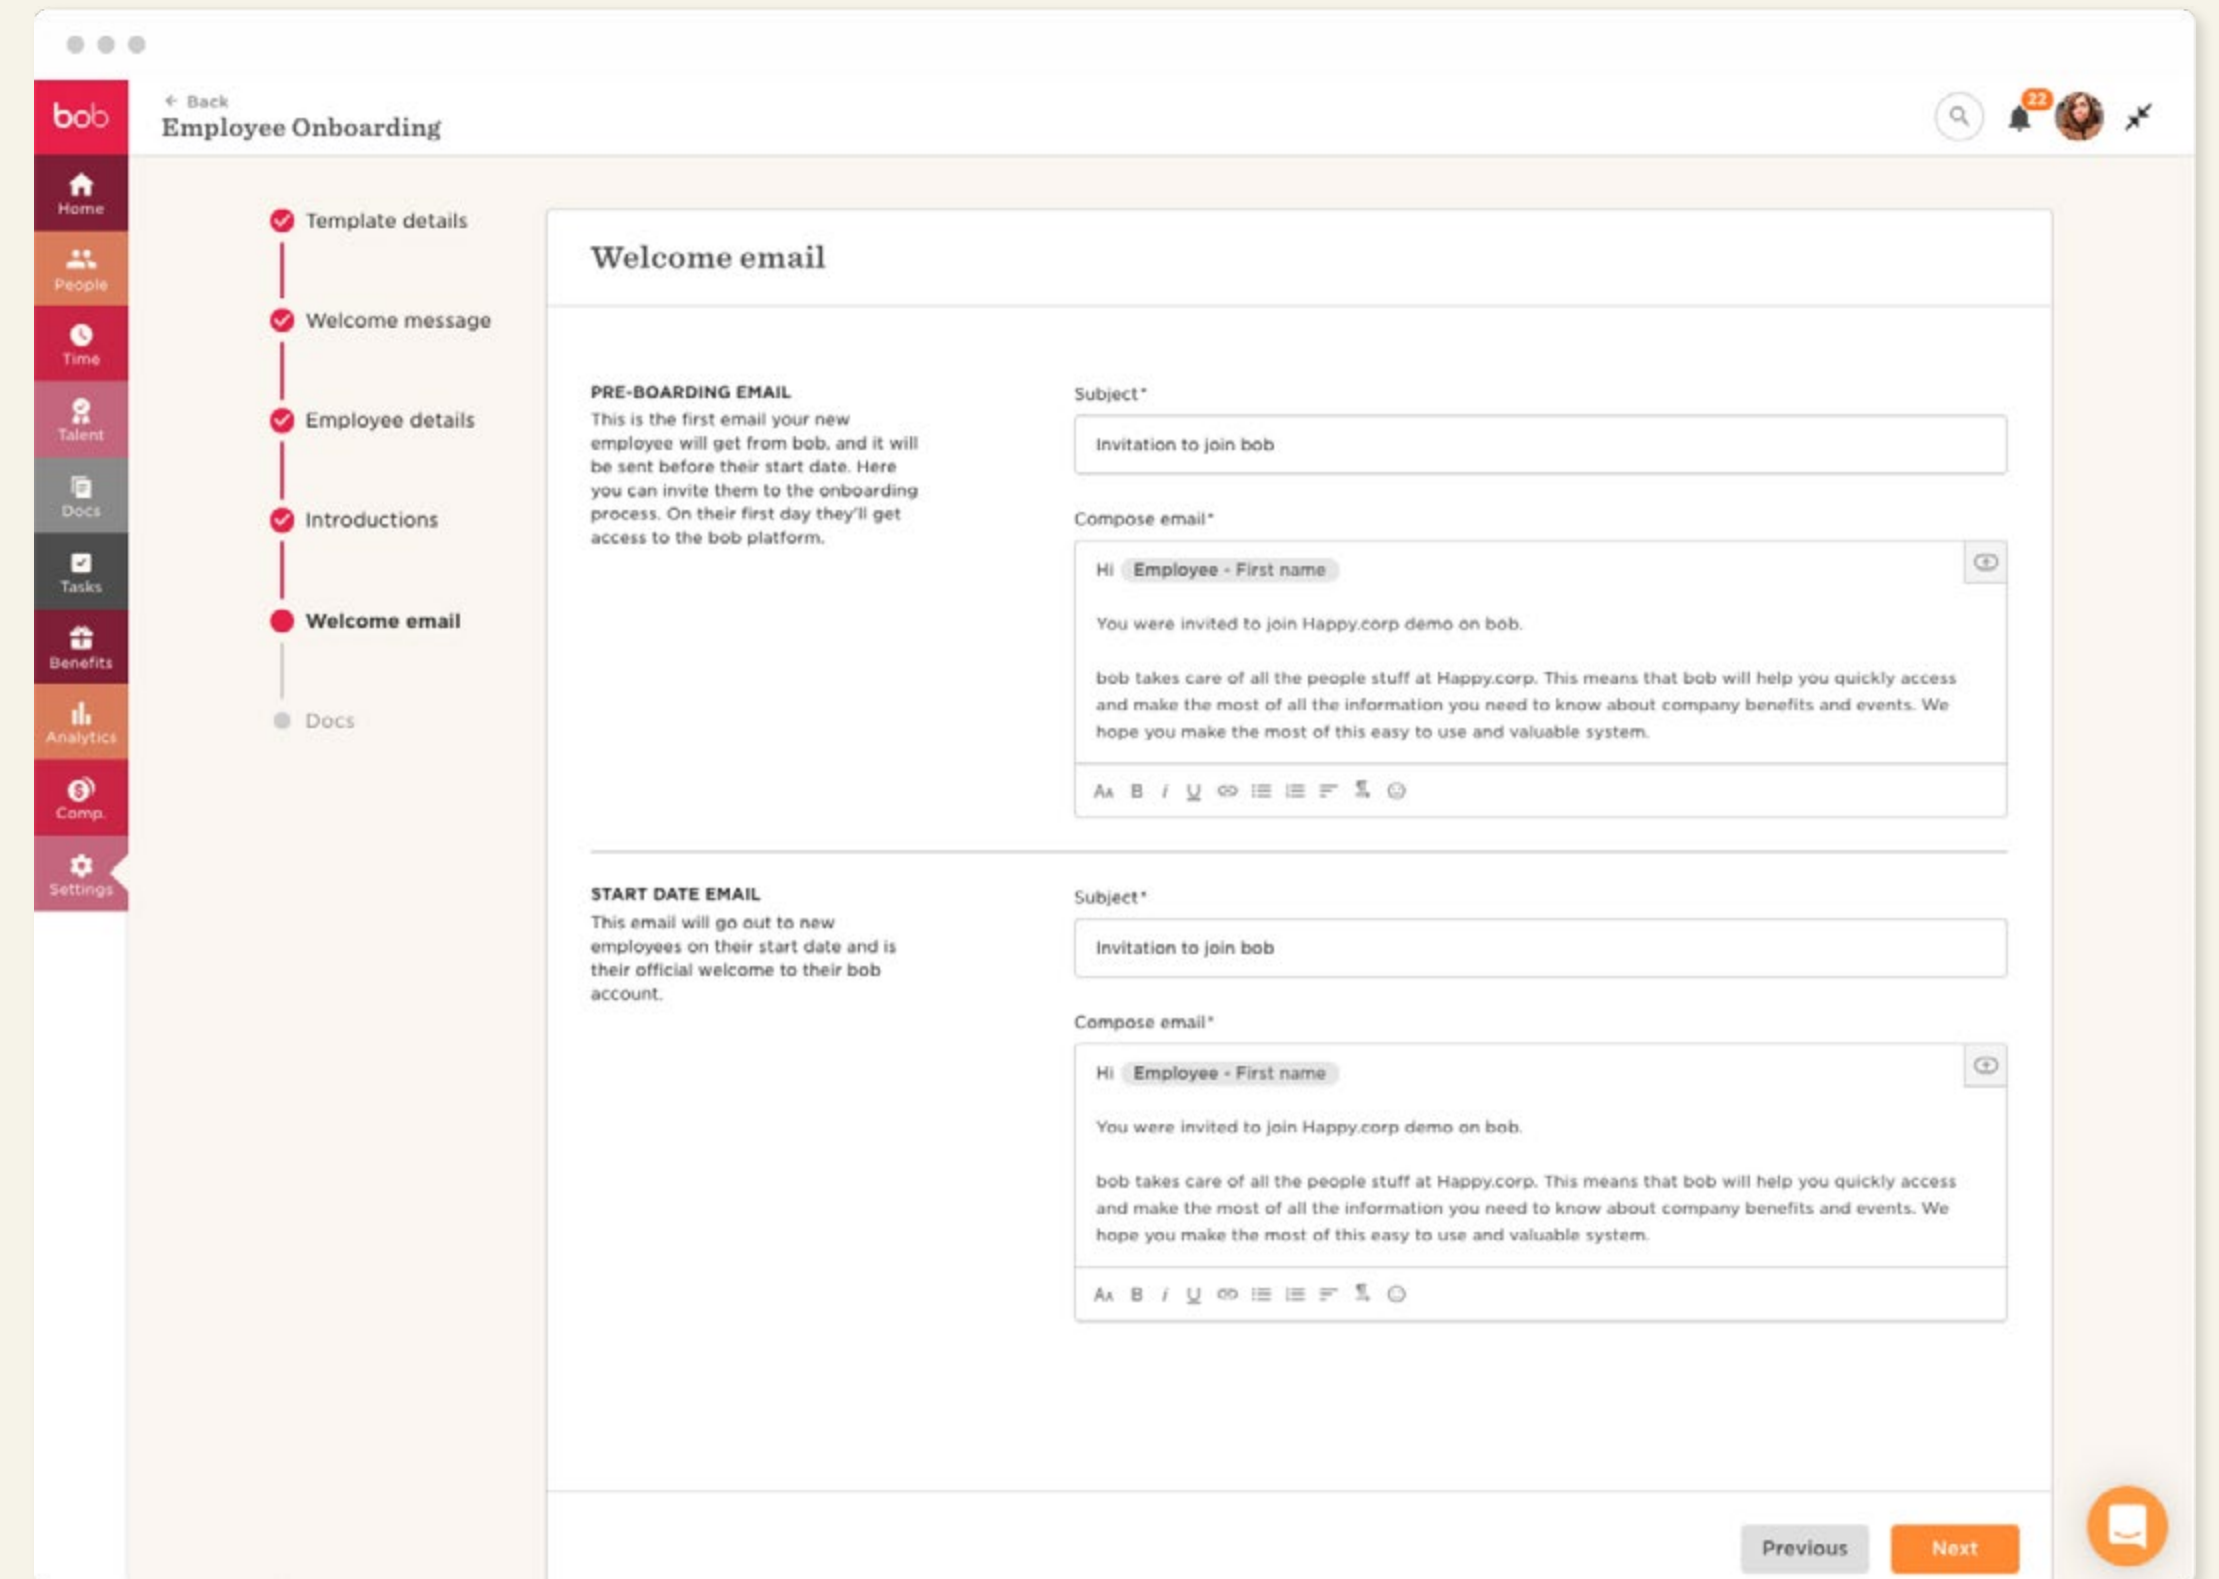 bob
← Back
Employee Onboarding
22
Home
People
Time
Talent
Docs
Tasks
Benefits
Analytics
Comp.
Settings
Template details
Welcome message
Employee details
Introductions
Welcome email
Docs
Welcome email
PRE-BOARDING EMAIL
This is the first email your new
employee will get from bob, and it will
be sent before their start date. Here
you can invite them to the onboarding
process. On their first day they'll get
access to the bob platform.
Subject*
Invitation to join bob
Compose email*
Hi Employee - First name
You were invited to join Happy.corp demo on bob.
bob takes care of all the people stuff at Happy.corp. This means that bob will help you quickly access
and make the most of all the information you need to know about company benefits and events. We
hope you make the most of this easy to use and valuable system.
AA B i U
START DATE EMAIL
This email will go out to new
employees on their start date and is
their official welcome to their bob
account.
Subject*
Invitation to join bob
Compose email*
Hi Employee - First name
You were invited to join Happy.corp demo on bob.
bob takes care of all the people stuff at Happy.corp. This means that bob will help you quickly access
and make the most of all the information you need to know about company benefits and events. We
hope you make the most of this easy to use and valuable system.
AA B i U
Previous
Next